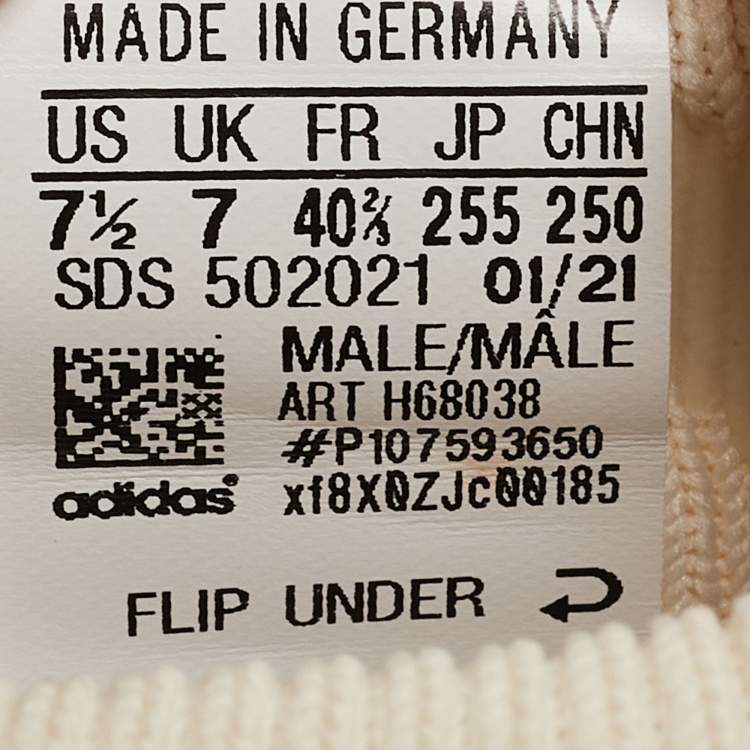 MADE IN GERMANY
US UK FR JP CHN
7½ 7 40⅔ 255 250
SDS 502021 01/21
MALE/MÂLE
ART H68038
#P107593650
xf8X0ZJc00185
adidas®
FLIP UNDER